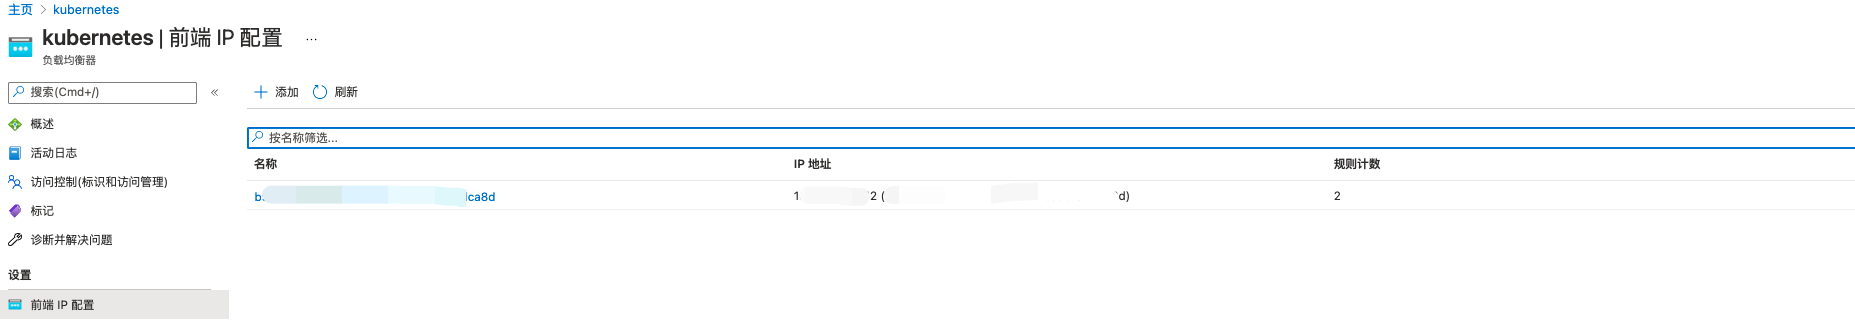 主页 > kubernetes
kubernetes | 前端 IP 配置 ...
负载均衡器
搜索(Cmd+/) «
添加 刷新
概述
活动日志
访问控制(标识和访问管理)
标记
诊断并解决问题
设置
前端 IP 配置
按名称筛选...
名称 IP 地址 规则计数
ca8d 1 2 ( d) 2